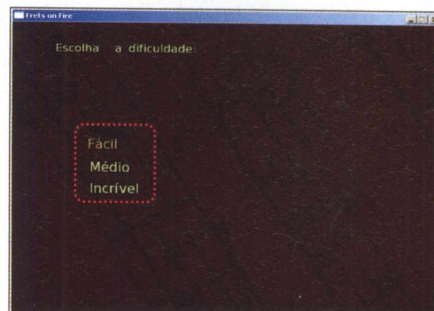 Frets on Fire
Escolha a dificuldade:
Fácil
Médio
Incrível